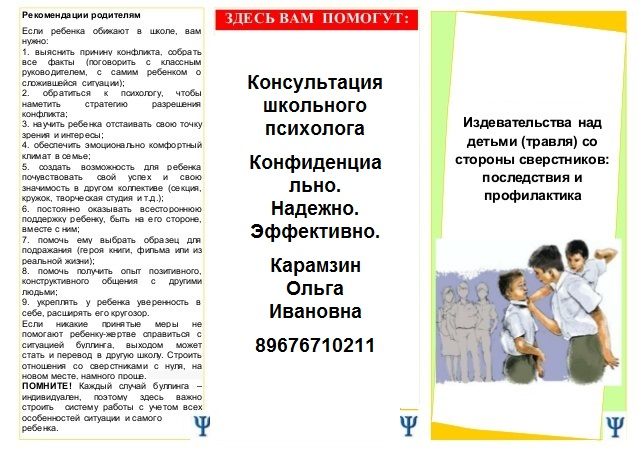 Рекомендации родителям
Если ребенка обижают в школе, вам
нужно:
1. выяснить причину конфликта, собрать
все факты (поговорить с классным
руководителем, с самим ребенком о
сложившейся ситуации);
2. обратиться к психологу, чтобы
наметить стратегию разрешения
конфликта;
3. научить ребенка отстаивать свою точку
зрения и интересы;
4. обеспечить эмоционально комфортный
климат в семье;
5. создать возможность для ребенка
почувствовать свой успех и свою
значимость в другом коллективе (секция,
кружок, творческая студия и т.д.);
6. постоянно оказывать всестороннюю
поддержку ребенку, быть на его стороне,
вместе с ним;
7. помочь ему выбрать образец для
подражания (героя книги, фильма или из
реальной жизни);
8. помочь получить опыт позитивного,
конструктивного общения с другими
людьми;
9. укреплять у ребенка уверенность в
себе, расширять его кругозор.
Если никакие принятые меры не
помогают ребенку-жертве справиться с
ситуацией буллинга, выходом может
стать и перевод в другую школу. Строить
отношения со сверстниками с нуля, на
новом месте, намного проще.
ПОМНИТЕ! Каждый случай буллинга –
индивидуален, поэтому здесь важно
строить систему работы с учетом всех
особенностей ситуации и самого
ребенка.
Ψ
ЗДЕСЬ ВАМ ПОМОГУТ:
Консультация
школьного
психолога
Конфиденциа
льно.
Надежно.
Эффективно.
Карамзин
Ольга
Ивановна
89676710211
Ψ
Издевательства над
детьми (травля) со
стороны сверстников:
последствия и
профилактика
Ψ